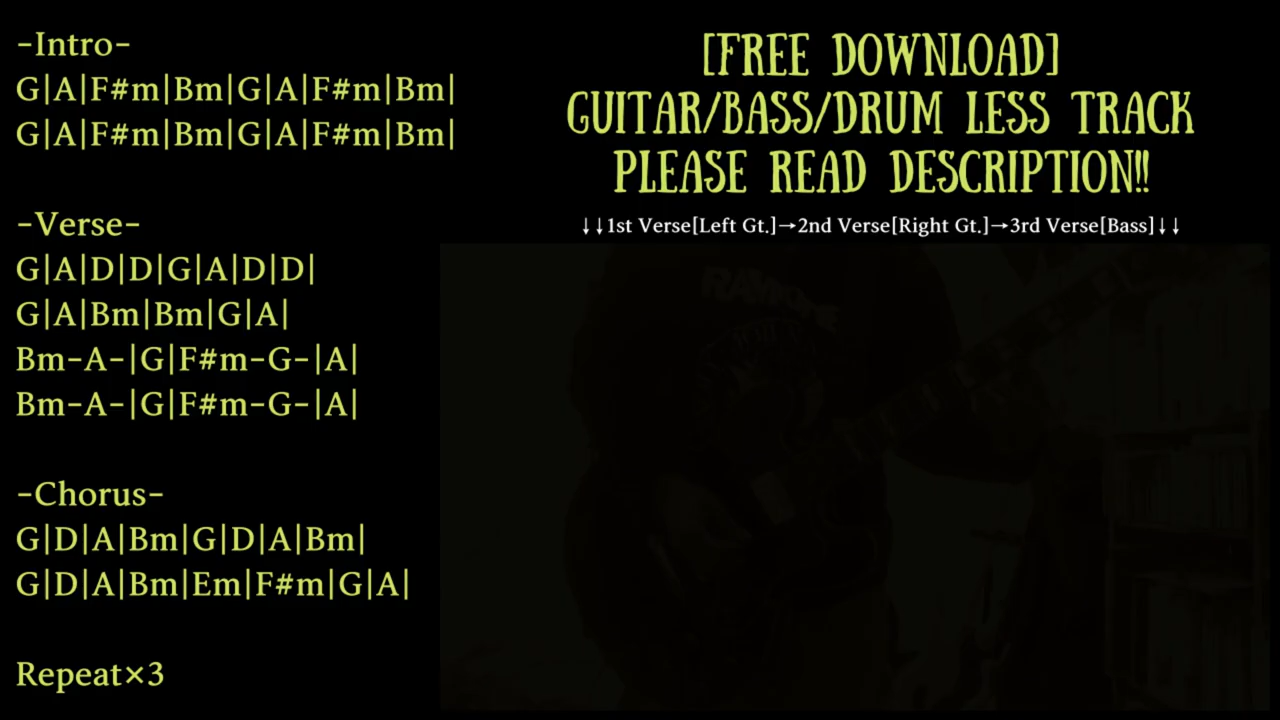 -Intro-
G|A|F#m|Bm|G|A|F#m|Bm|
G|A|F#m|Bm|G|A|F#m|Bm|
-Verse-
G|A|D|D|G|A|D|D|
G|A|Bm|Bm|G|A|
Bm-A-|G|F#m-G-|A|
Bm-A-|G|F#m-G-|A|
-Chorus-
G|D|A|Bm|G|D|A|Bm|
G|D|A|Bm|Em|F#m|G|A|
Repeat×3
[FREE DOWNLOAD]
GUITAR/BASS/DRUM LESS TRACK
PLEASE READ DESCRIPTION!!
↓↓1st Verse[Left Gt.]→2nd Verse[Right Gt.]→3rd Verse[Bass]↓↓